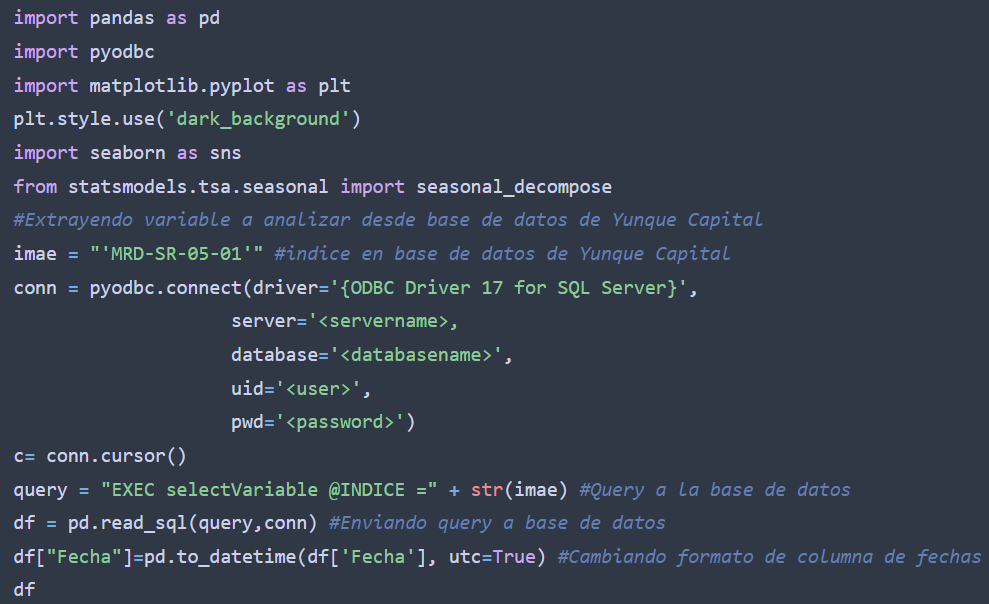 import pandas as pd
import pyodbc
import matplotlib.pyplot as plt
plt.style.use('dark_background')
import seaborn as sns
from statsmodels.tsa.seasonal import seasonal_decompose
#Extrayendo variable a analizar desde base de datos de Yunque Capital
imae = "'MRD-SR-05-01'" #indice en base de datos de Yunque Capital
conn = pyodbc.connect(driver='{ODBC Driver 17 for SQL Server}',
                    server='<servername>,
                    database='<databasename>',
                    uid='<user>',
                    pwd='<password>')
c= conn.cursor()
query = "EXEC selectVariable @INDICE =" + str(imae) #Query a la base de datos
df = pd.read_sql(query,conn) #Enviando query a base de datos
df["Fecha"]=pd.to_datetime(df['Fecha'], utc=True) #Cambiando formato de columna de fechas
df